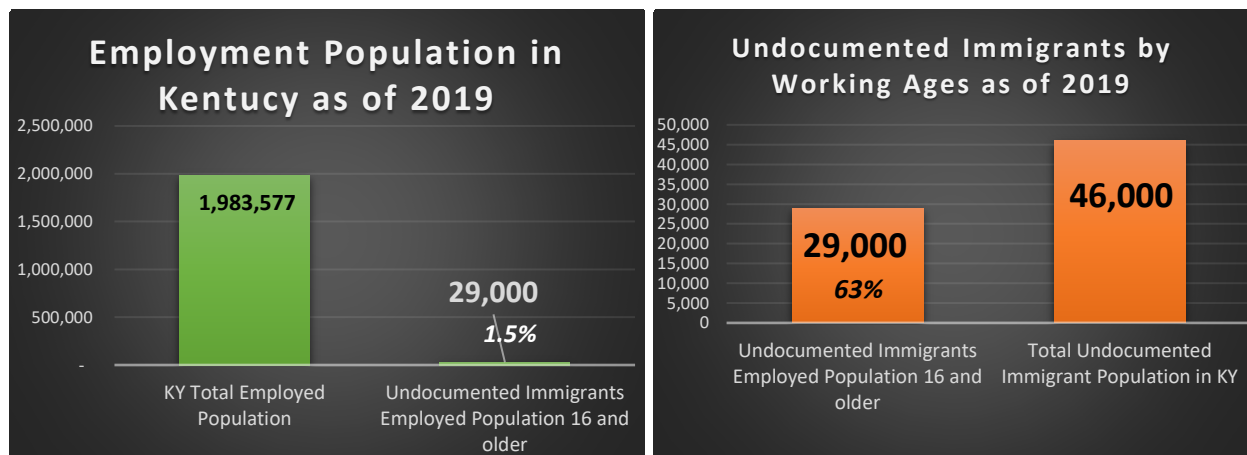 Employment Population in
Kentucy as of 2019
2,500,000
2,000,000
1,500,000
1,000,000
500,000
-
1,983,577
29,000
1.5%
KY Total Employed
Population
Undocumented Immigrants
Employed Population 16 and
older
Undocumented Immigrants by
Working Ages as of 2019
50,000
45,000
40,000
35,000
30,000
25,000
20,000
15,000
10,000
5,000
0
29,000
63%
46,000
Undocumented Immigrants
Employed Population 16 and
older
Total Undocumented
Immigrant Population in KY